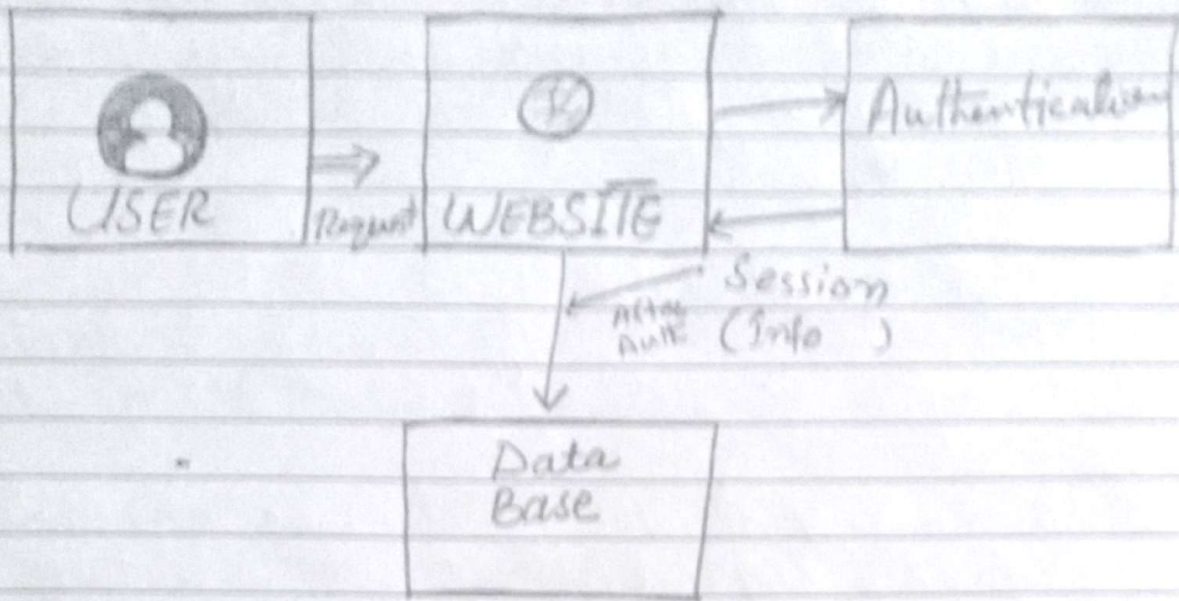 USER
Request
WEBSITE
Authentication
Session
After
Auth
(Info )
Data
Base